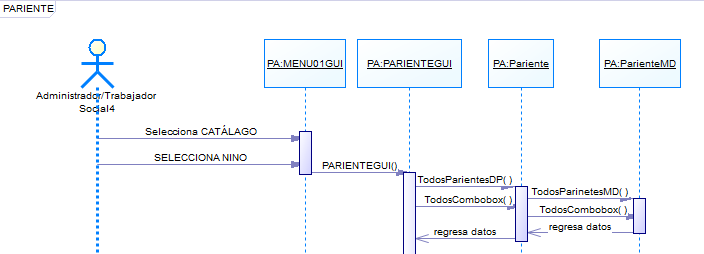 PARIENTE
PA:MENU01GUI
PA:PARIENTEGUI
PA:Pariente
PA:ParienteMD
Administrador/Trabajador
Social4
Selecciona CATÁLAGO
SELECCIONA NINO
PARIENTEGUI()
TodosParientesDP( )
TodosParinetesMD( )
TodosCombobox( )
TodosCombobox( )
regresa datos
regresa datos